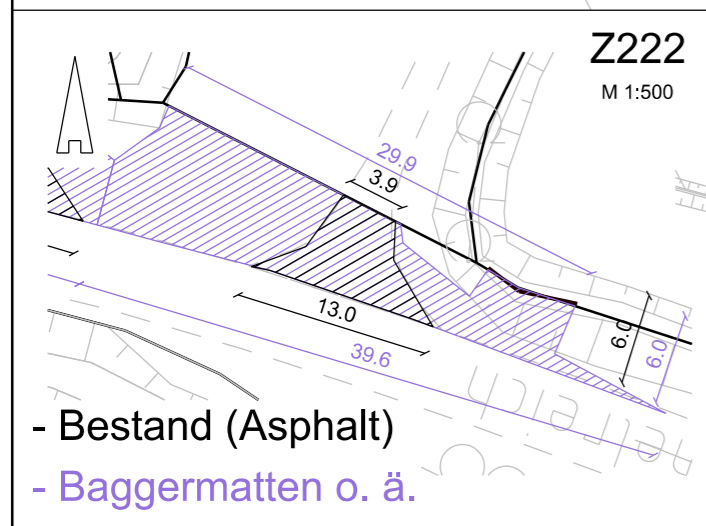 Z222
M 1:500
29.9
3.9
13.0
39.6
6.0
6.0
- Bestand (Asphalt)
- Baggermatten o. ä.